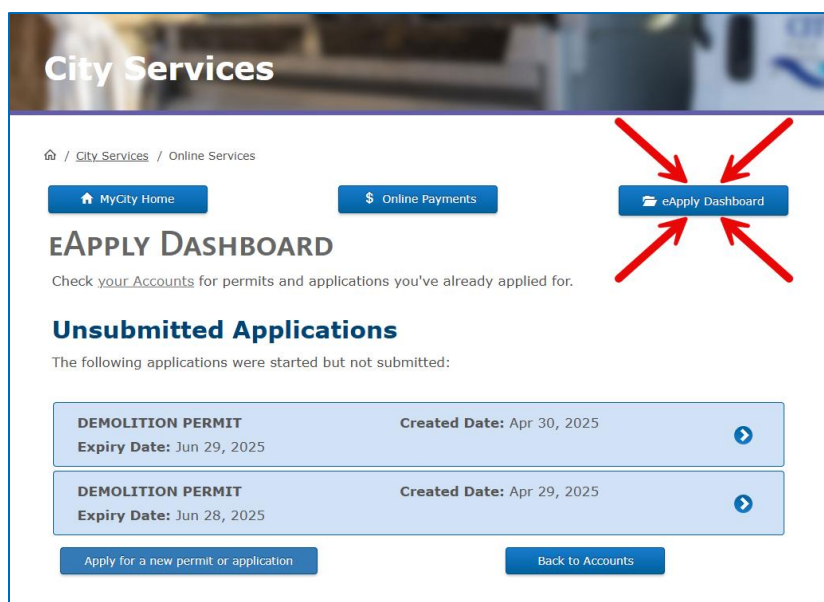 City Services
City Services / Online Services
MyCity Home
$ Online Payments
eApply Dashboard
EAPPLY DASHBOARD
Check your Accounts for permits and applications you've already applied for.
Unsubmitted Applications
The following applications were started but not submitted:
DEMOLITION PERMIT Created Date: Apr 30, 2025
Expiry Date: Jun 29, 2025
DEMOLITION PERMIT Created Date: Apr 29, 2025
Expiry Date: Jun 28, 2025
Apply for a new permit or application
Back to Accounts